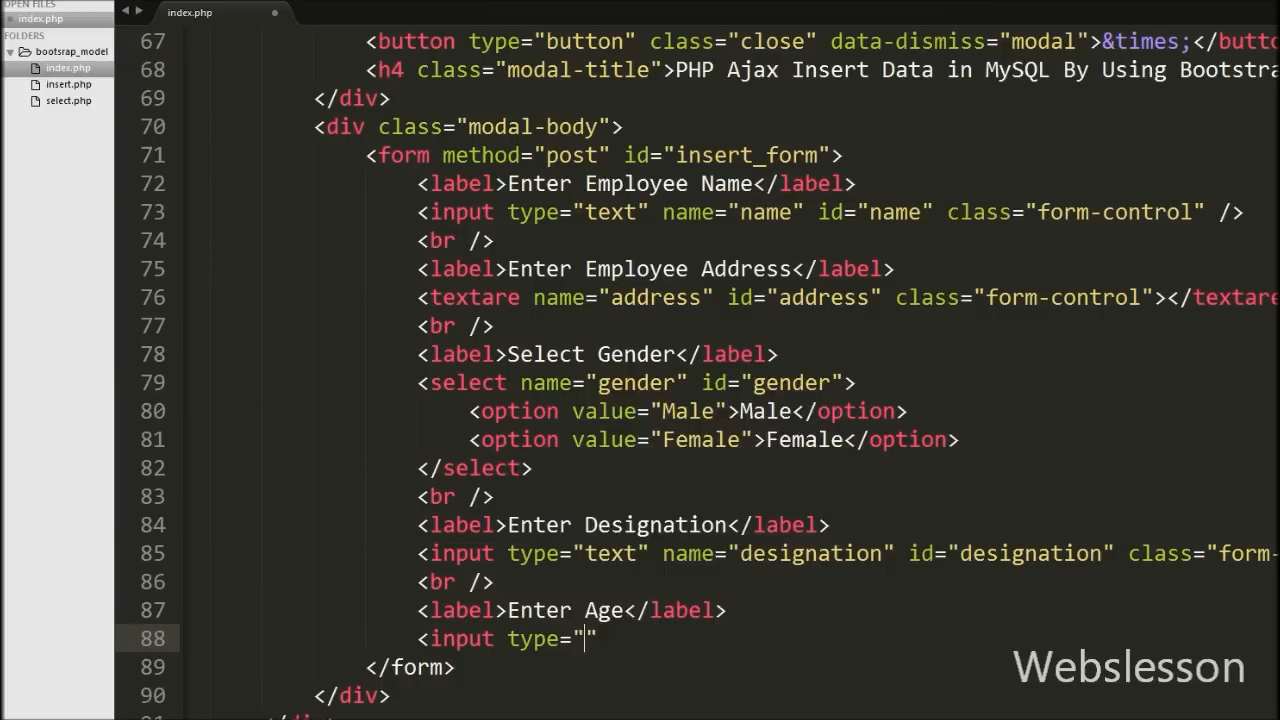 OPEN FILES
index.php
FOLDERS
bootsrap_model
index.php
insert.php
select.php
index.php
67 <button type="button" class="close" data-dismiss="modal">&times;</butto
68 <h4 class="modal-title">PHP Ajax Insert Data in MySQL By Using Bootstra
69 </div>
70 <div class="modal-body">
71 <form method="post" id="insert_form">
72 <label>Enter Employee Name</label>
73 <input type="text" name="name" id="name" class="form-control" />
74 <br />
75 <label>Enter Employee Address</label>
76 <textare name="address" id="address" class="form-control"></textare
77 <br />
78 <label>Select Gender</label>
79 <select name="gender" id="gender">
80 <option value="Male">Male</option>
81 <option value="Female">Female</option>
82 </select>
83 <br />
84 <label>Enter Designation</label>
85 <input type="text" name="designation" id="designation" class="form-
86 <br />
87 <label>Enter Age</label>
88 <input type=""
89 </form>
90 </div>
Webslesson